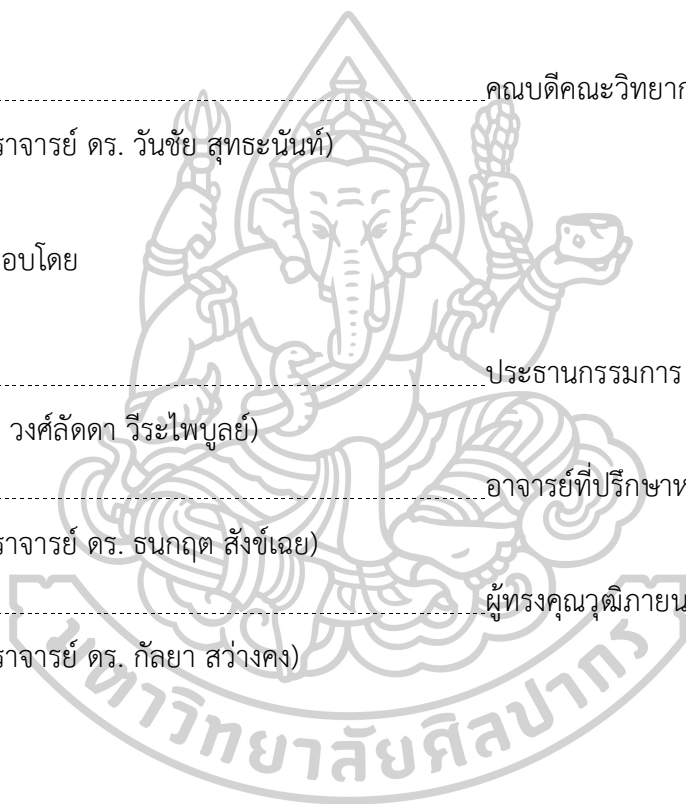 คณบดีคณะวิทยาก
ราจารย์ ดร. วันชัย สุทธะนันท์)
อบโดย
ประธานกรรมการ
วงศ์ลัดดา วีระไพบูลย์)
อาจารย์ที่ปรึกษาห
ราจารย์ ดร. ธนกฤต สังข์เฉย)
ผู้ทรงคุณวุฒิภายน
ราจารย์ ดร. กัลยา สว่างคง)
มหาวิทยาลัยศิลปากร